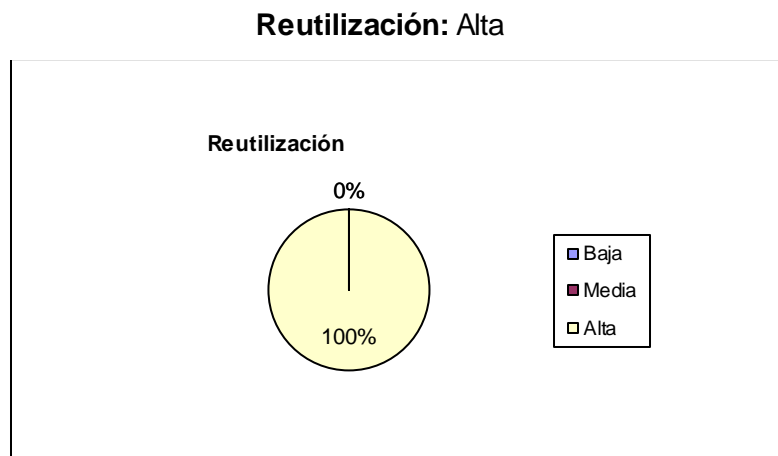 Reutilización: Alta
Reutilización
0%
100%
Baja
Media
Alta